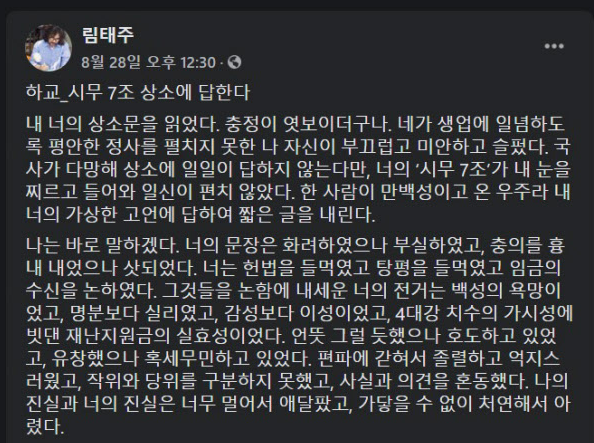 림태주
8월 28일 오후 12:30 ·
하교_시무 7조 상소에 답한다
내 너의 상소문을 읽었다. 충정이 엿보이더구나. 네가 생업에 일념하도
록 평안한 정사를 펼치지 못한 나 자신이 부끄럽고 미안하고 슬펐다. 국
사가 다망해 상소에 일일이 답하지 않는다만, 너의 ‘시무 7조’가 내 눈을
찌르고 들어와 일신이 편치 않았다. 한 사람이 만백성이고 온 우주라 내
너의 가상한 고언에 답하여 짧은 글을 내린다.
나는 바로 말하겠다. 너의 문장은 화려하였으나 부실하였고, 충의를 흉
내 내었으나 삿되었다. 너는 헌법을 들먹였고 탕평을 들먹였고 임금의
수신을 논하였다. 그것들을 논함에 내세운 너의 전거는 백성의 욕망이
었고, 명분보다 실리였고, 감성보다 이성이었고, 4대강 치수의 가시성에
빗댄 재난지원금의 실효성이었다. 언뜻 그럴 듯했으나 호도하고 있었
고, 유창했으나 혹세무민하고 있었다. 편파에 갇혀서 졸렬하고 억지스
러웠고, 작위와 당위를 구분하지 못했고, 사실과 의견을 혼동했다. 나의
진실과 너의 진실은 너무 멀어서 애달팠고, 가닿을 수 없이 처연해서 아
렸다.